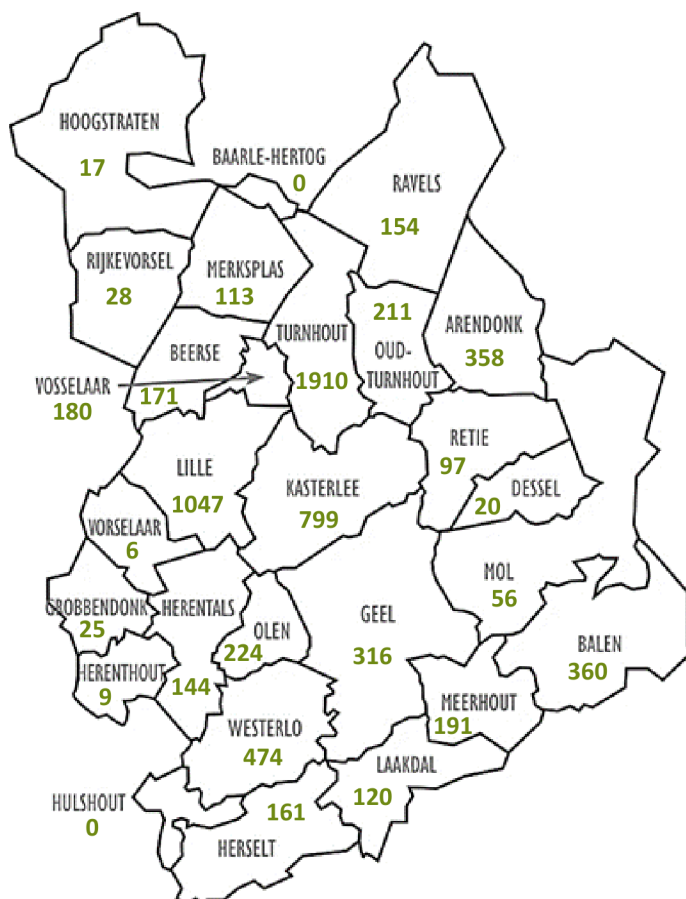 HOOGSTRATEN
17
BAARLE-HERTOG
0
RAVELS
154
RIJKEVORSEL
28
MERKSPLAS
113
211
OUD-
TURNHOUT
ARENDONK
358
TURNHOUT
1910
BEERSE
171
VOSSELAAR
180
RETIE
97
DESSEL
20
LILLE
1047
KASTERLEE
799
VORSELAAR
6
MOL
56
GROBBENDONK
25
HERENTALS
144
OLEN
224
GEEL
316
BALEN
360
HERENTHOUT
9
MEERHOUT
191
WESTERLO
474
LAAKDAL
120
HULSHOUT
0
161
HERSELT